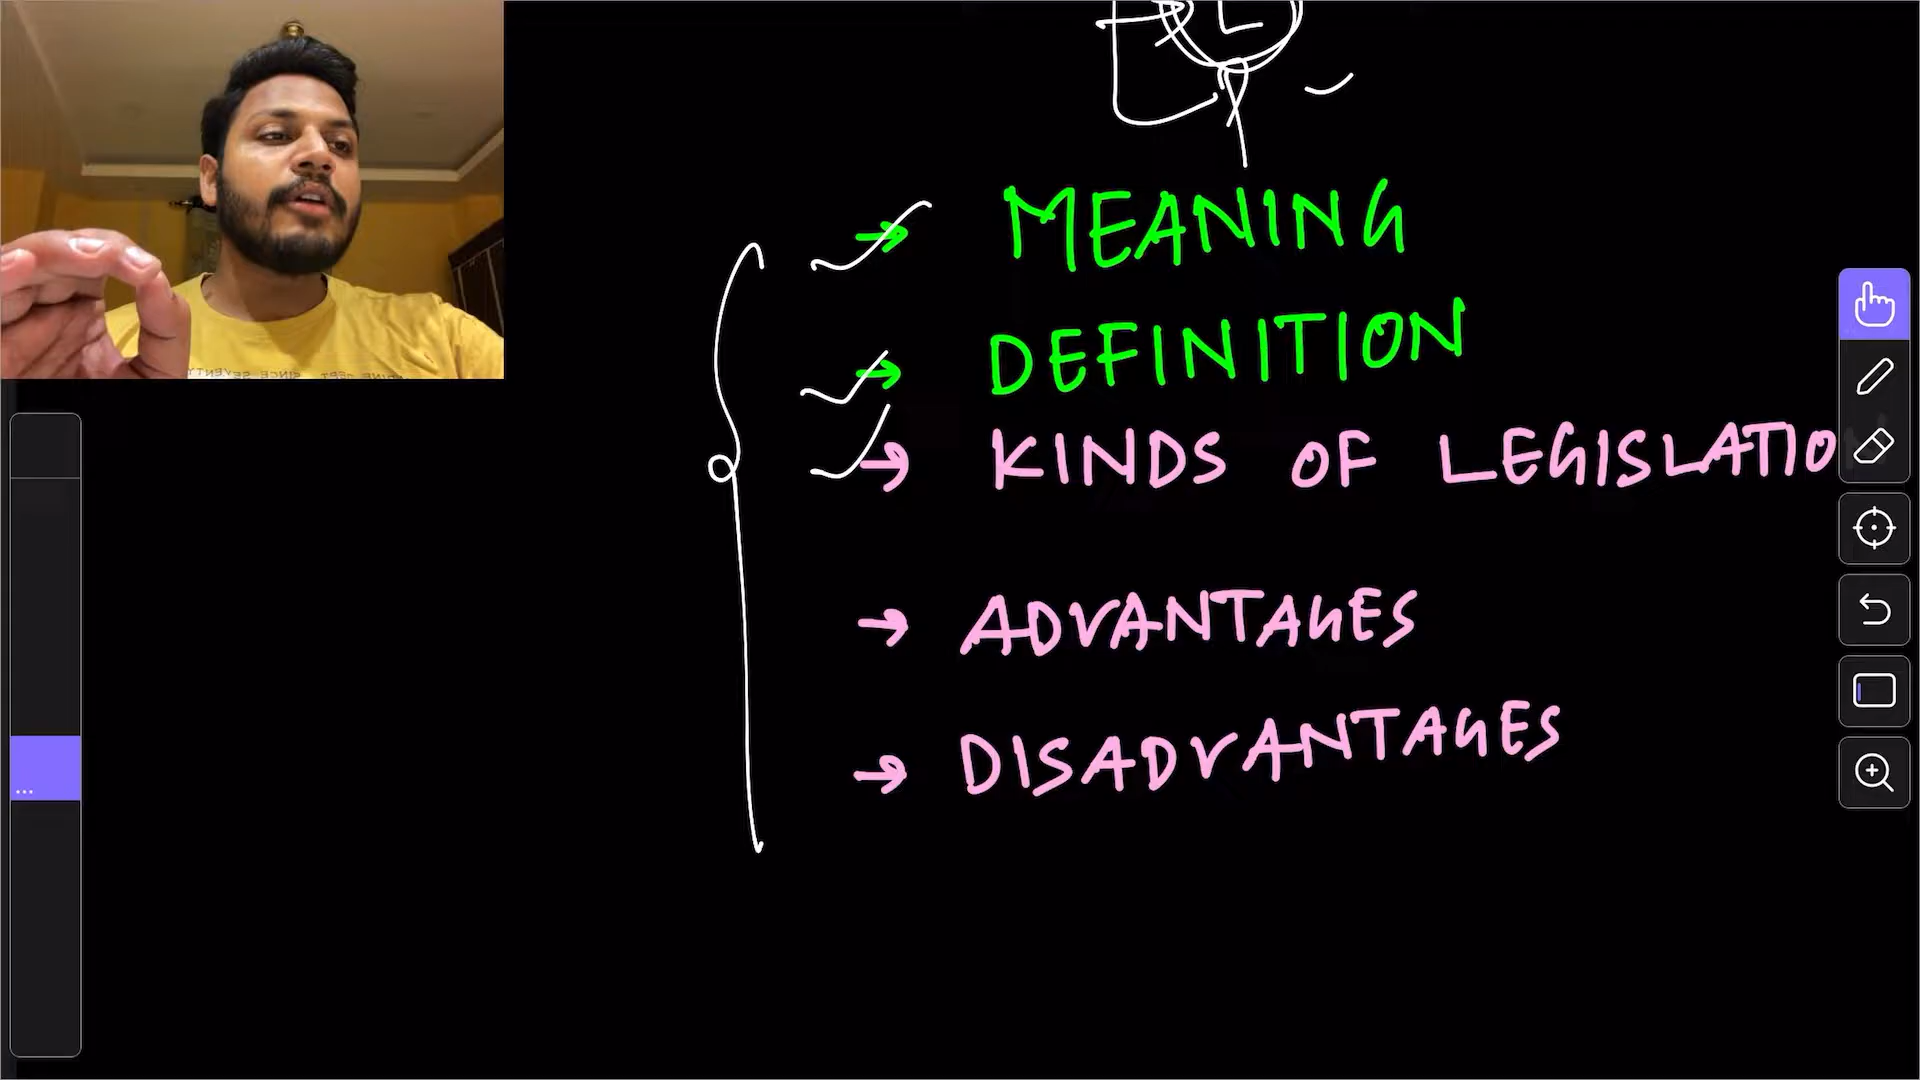 → MEANING
→ DEFINITION
→ KINDS OF LEGISLATIO
→ ADVANTAGES
→ DISADVANTAGES